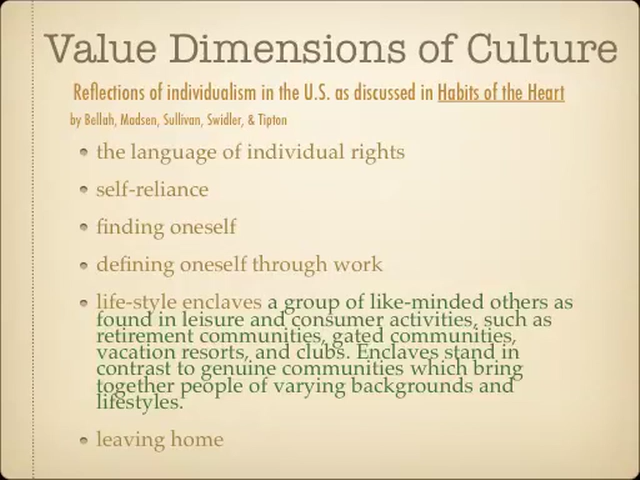 Value Dimensions of Culture
Reflections of individualism in the U.S. as discussed in Habits of the Heart
by Bellah, Madsen, Sullivan, Swidler, & Tipton
• the language of individual rights
• self-reliance
• finding oneself
• defining oneself through work
• life-style enclaves a group of like-minded others as
found in leisure and consumer activities, such as
retirement communities, gated communities,
vacation resorts, and clubs. Enclaves stand in
contrast to genuine communities which bring
together people of varying backgrounds and
lifestyles.
• leaving home